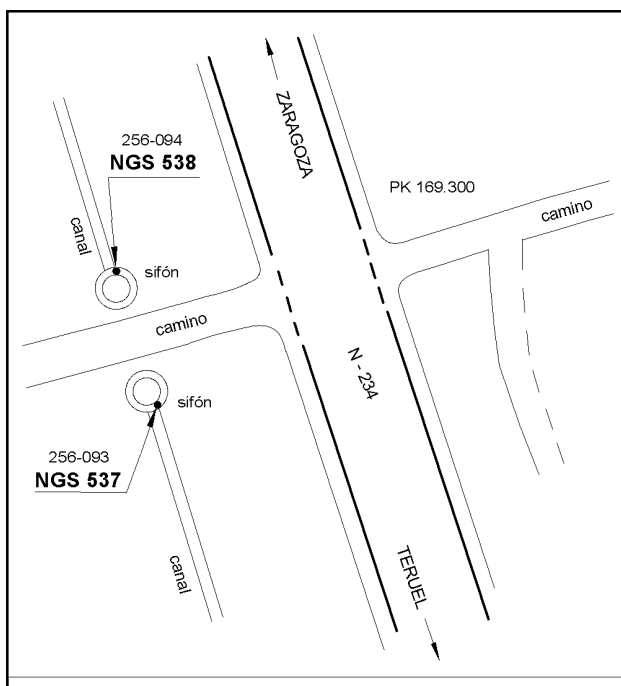 ZARAGOZA
256-094
NGS 538
PK 169.300
canal
sifón
camino
camino
N - 234
sifón
256-093
NGS 537
canal
TERUEL